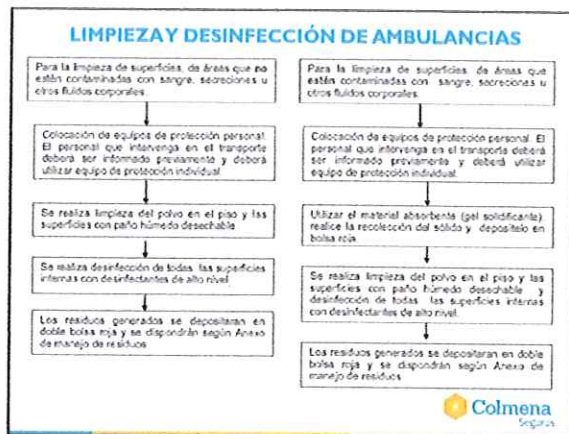 LIMPIEZA Y DESINFECCIÓN DE AMBULANCIAS
Para la limpieza de superficies, de áreas que no
estén contaminadas con sangre, secreciones u
otros fluidos corporales.
Colocación de equipos de protección personal.
El personal que intervenga en el transporte
deberá ser informado previamente y deberá
utilizar equipo de protección individual.
Se realiza limpieza del polvo en el piso y las
superficies con paño húmedo desechable
Se realiza desinfección de todas las superficies
internas con desinfectantes de alto nivel
Los residuos generados se depositaran en
doble bolsa roja y se dispondrán según Anexo
de manejo de residuos
Para la limpieza de superficies, de áreas que
estén contaminadas con sangre, secreciones u
otros fluidos corporales.
Colocación de equipos de protección personal. El
personal que intervenga en el transporte deberá
ser informado previamente y deberá utilizar
equipo de protección individual.
Utilizar el material absorbente (gel solidificante)
realice la recolección del sólido y deposítelo en
bolsa roja.
Se realiza limpieza del polvo en el piso y las
superficies con paño húmedo desechable y
desinfección de todas las superficies internas
con desinfectantes de alto nivel.
Los residuos generados se depositaran en doble
bolsa roja y se dispondrán según Anexo de
manejo de residuos
Colmena
Seguros